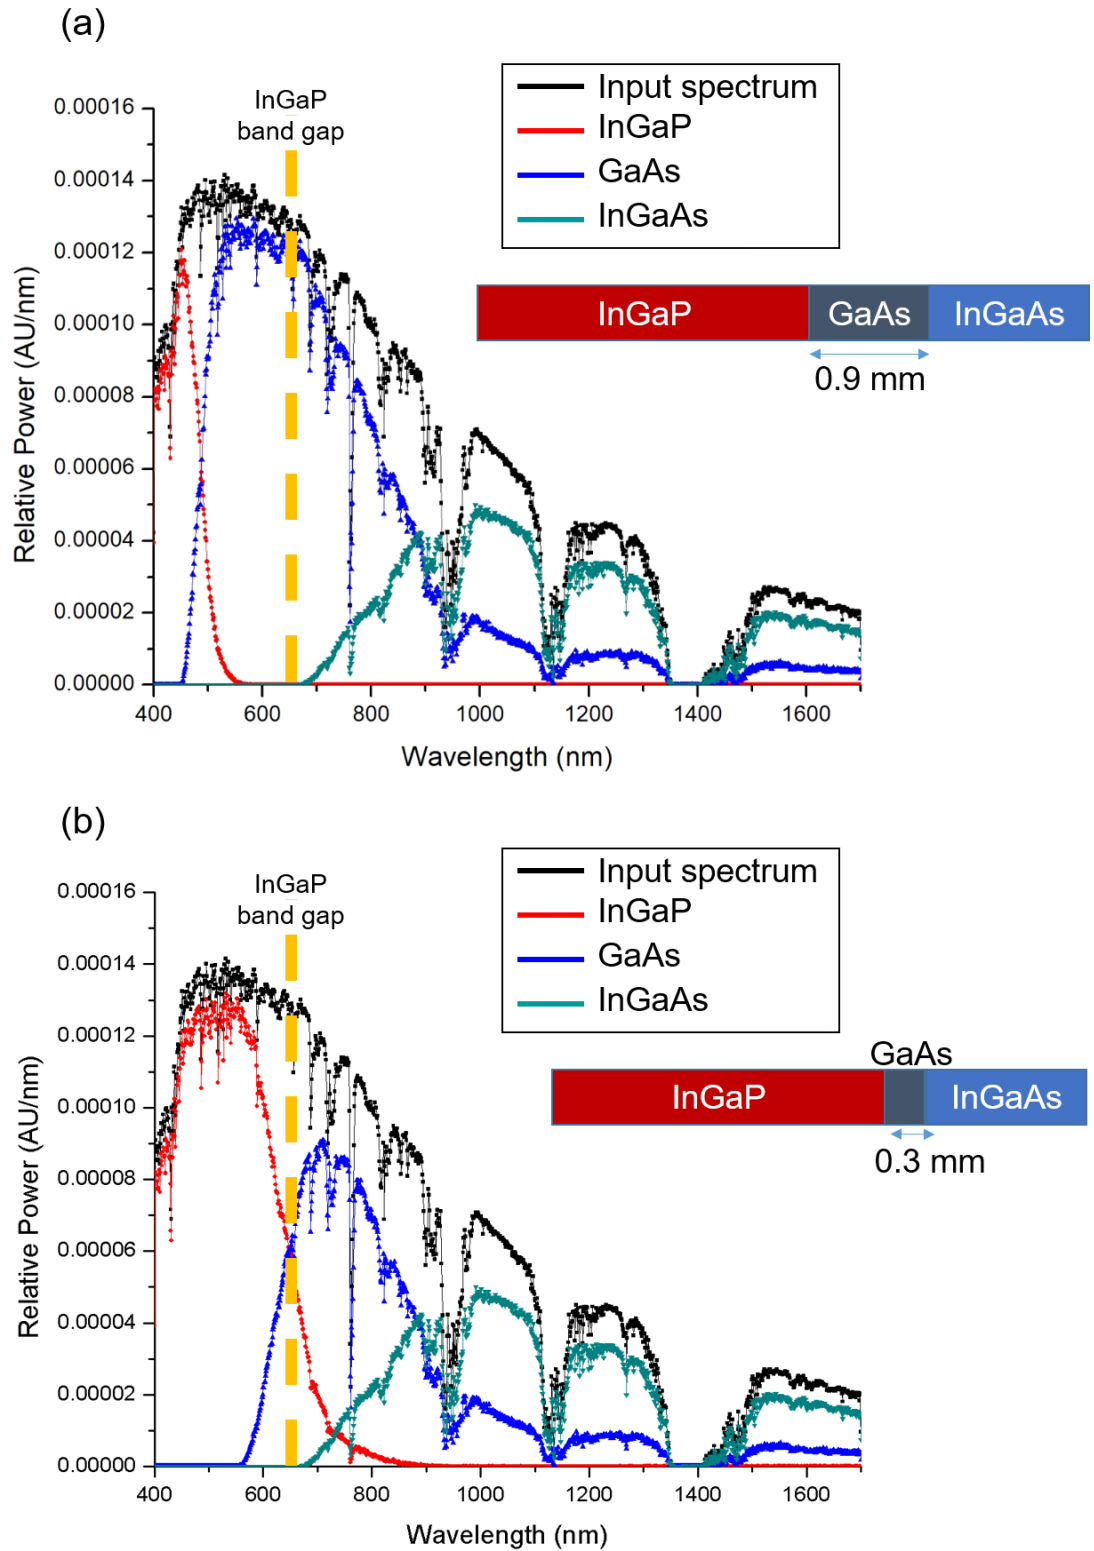 (a)
InGaP
band gap
Input spectrum
InGaP
GaAs
InGaAs
0.00016
0.00014
0.00012
0.00010
0.00008
0.00006
0.00004
0.00002
0.00000
Relative Power (AU/nm)
InGaP GaAs InGaAs
0.9 mm
400 600 800 1000 1200 1400 1600
Wavelength (nm)
(b)
InGaP
band gap
Input spectrum
InGaP
GaAs
InGaAs
0.00016
0.00014
0.00012
0.00010
0.00008
0.00006
0.00004
0.00002
0.00000
Relative Power (AU/nm)
GaAs
InGaP InGaAs
0.3 mm
400 600 800 1000 1200 1400 1600
Wavelength (nm)